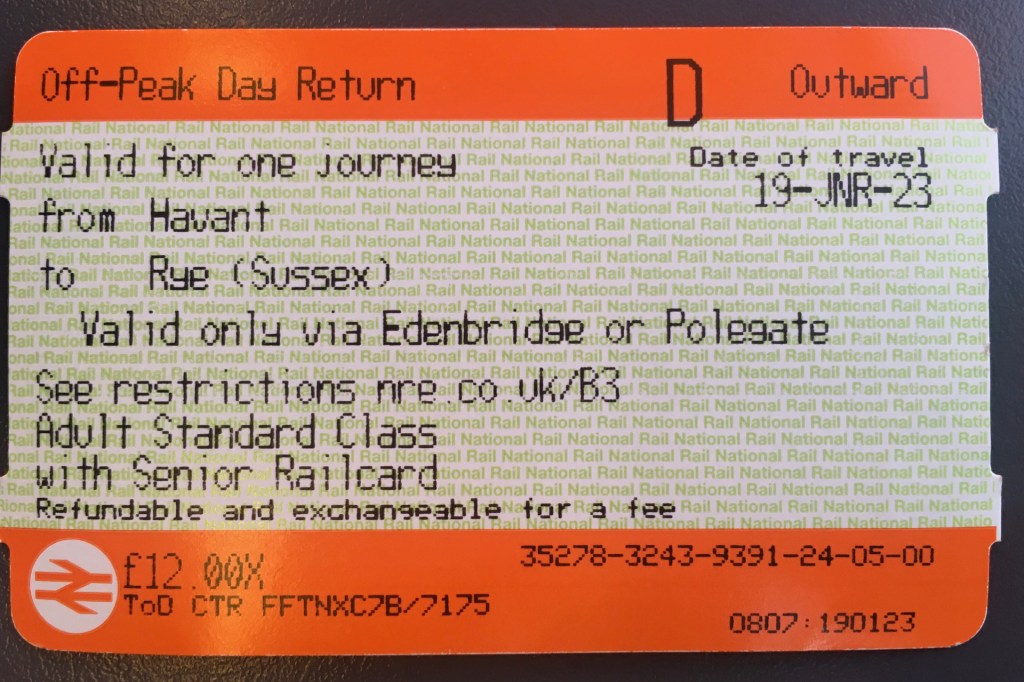 Off-Peak Day Return D Outward
Valid for one journey
Date of travel
19-JNR-23
from Havant
to Rye (Sussex)
Valid only via Edenbridge or Polegate
See restrictions nre.co.uk/B3
Adult Standard Class
with Senior Railcard
Refundable and exchangeable for a fee
£12.00X
35278-3243-9391-24-05-00
ToD CTR FFTNXC7B/7175
0807:190123